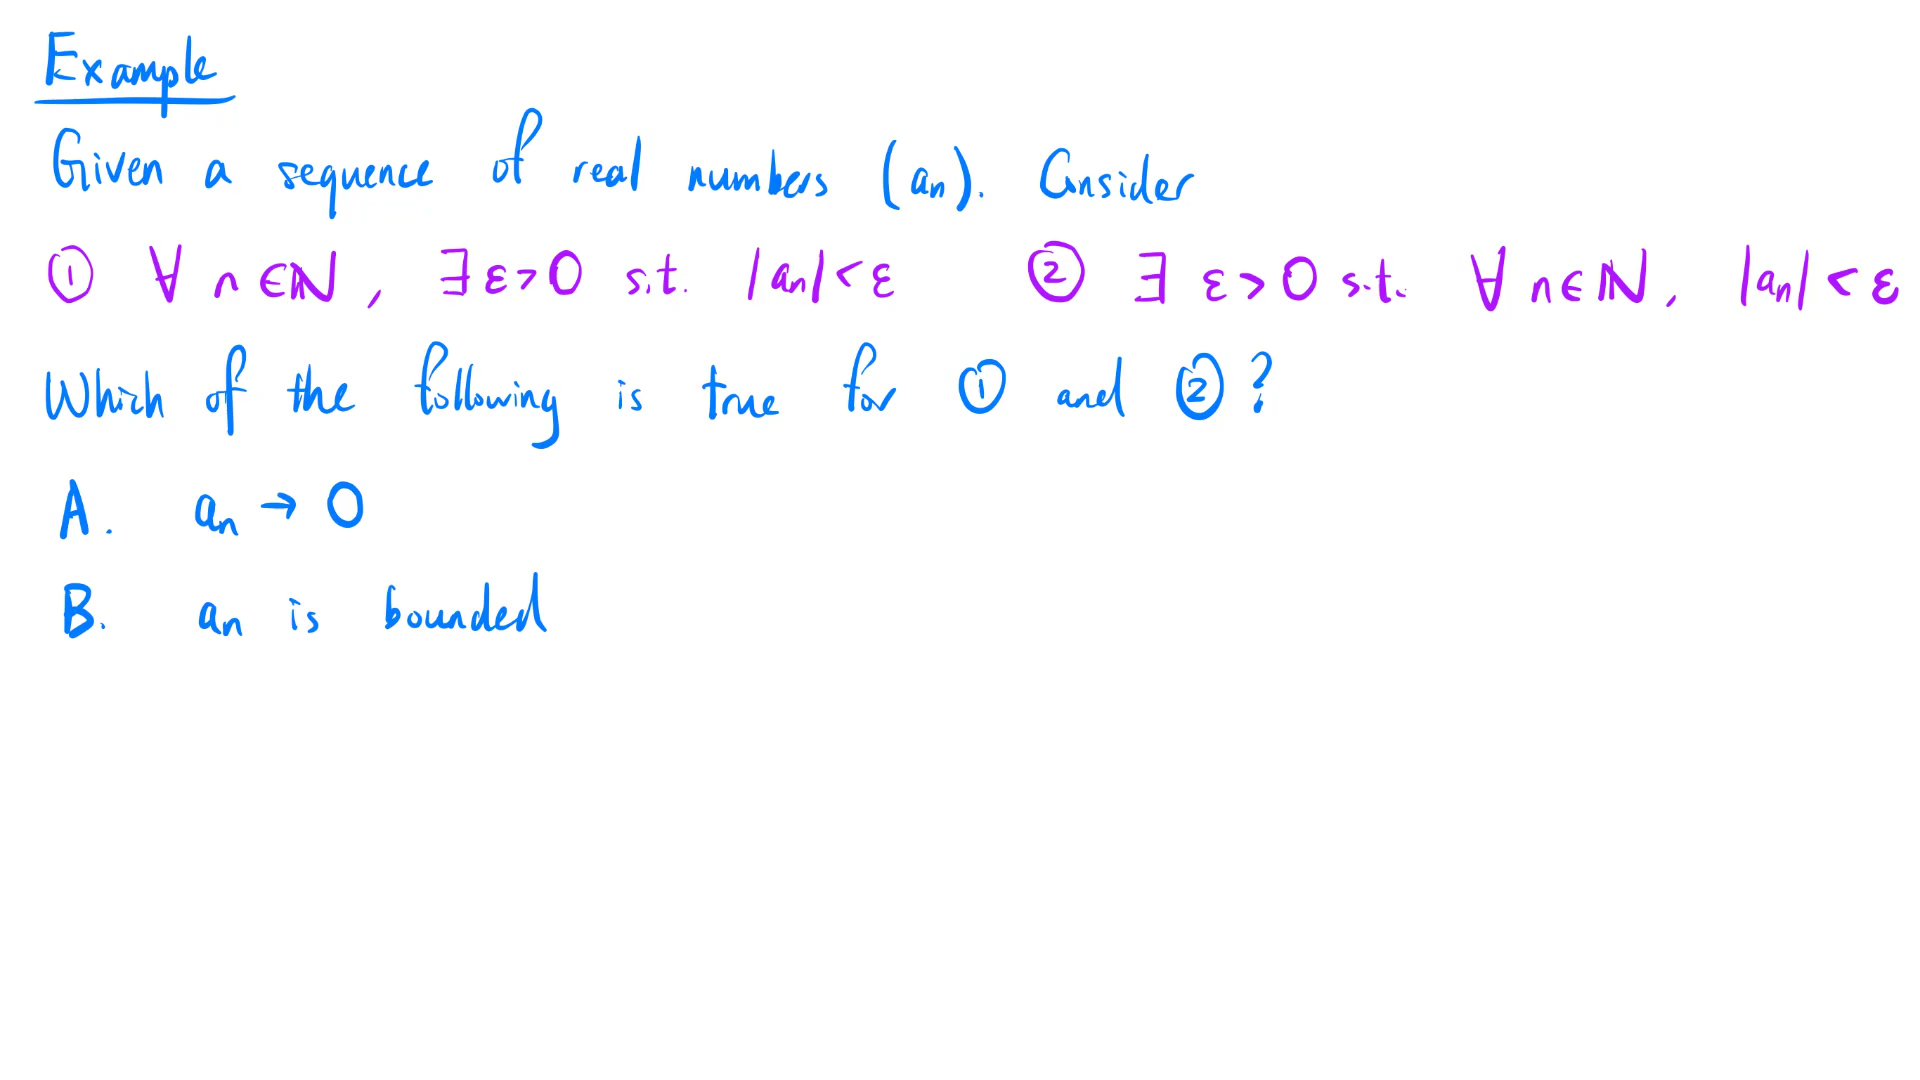 Example
Given a sequence of real numbers (aₙ). Consider
① ∀ n ∈ ℕ, ∃ ε > 0 s.t. |aₙ| < ε ② ∃ ε > 0 s.t. ∀ n ∈ ℕ, |aₙ| < ε
Which of the following is true for ① and ②?
A. aₙ → 0
B. aₙ is bounded